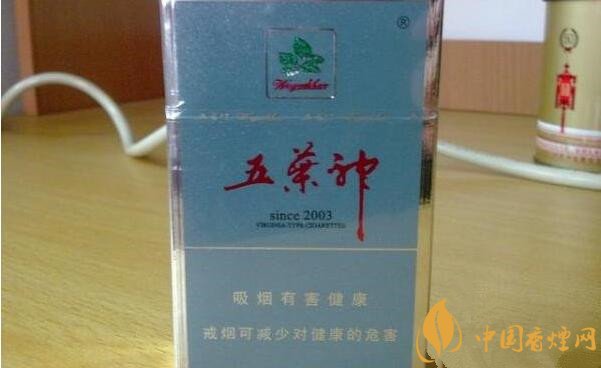 ®
Wuyeshen
五叶神
since 2003
VIRGINIA-TYPE CIGARETTES
吸烟有害健康
戒烟可减少对健康的危害
中国香烟网